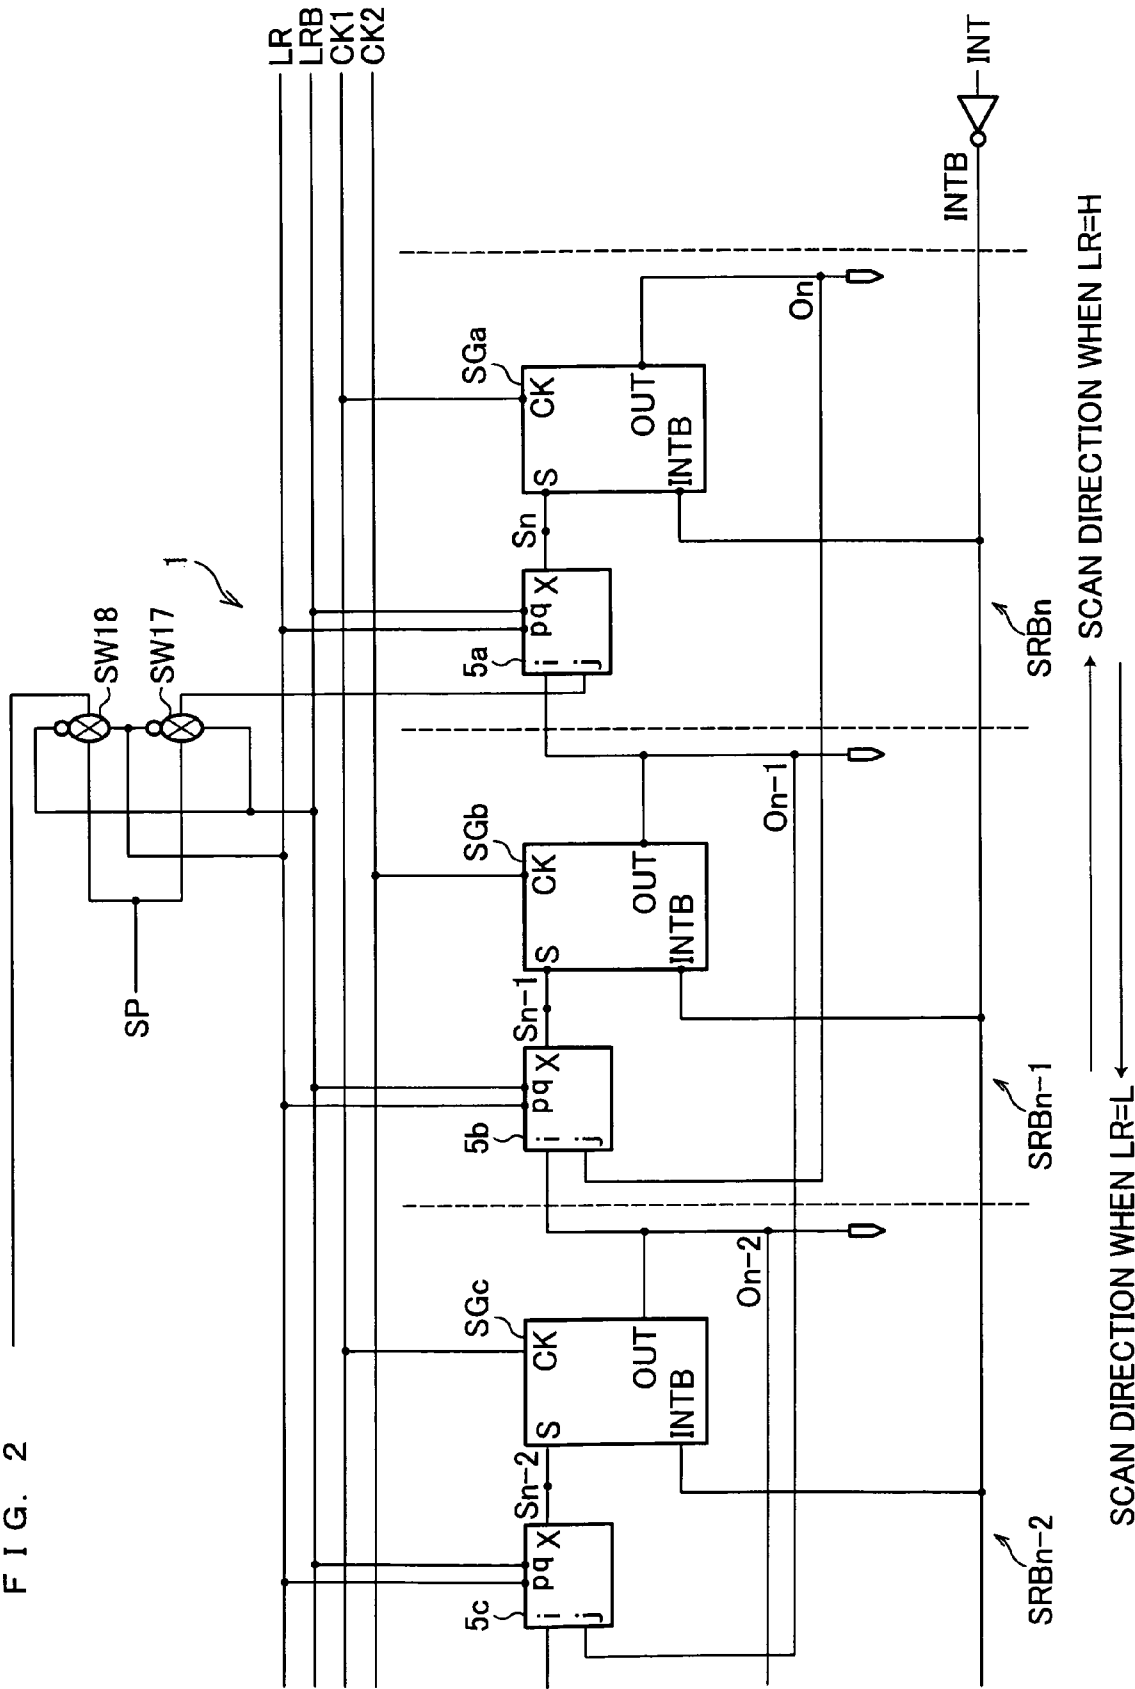 FIG. 2
SP
SW18
SW17
1
LR
LRB
CK1
CK2
5c
i
j
pq
X
Sn-2
SGc
S
CK
OUT
INTB
On-2
SRBn-2
5b
i
j
pq
X
Sn-1
SGb
S
CK
OUT
INTB
On-1
SRBn-1
5a
i
j
pq
X
Sn
SGa
S
CK
OUT
INTB
On
SRBn
INTB
INT
SCAN DIRECTION WHEN LR=H
SCAN DIRECTION WHEN LR=L